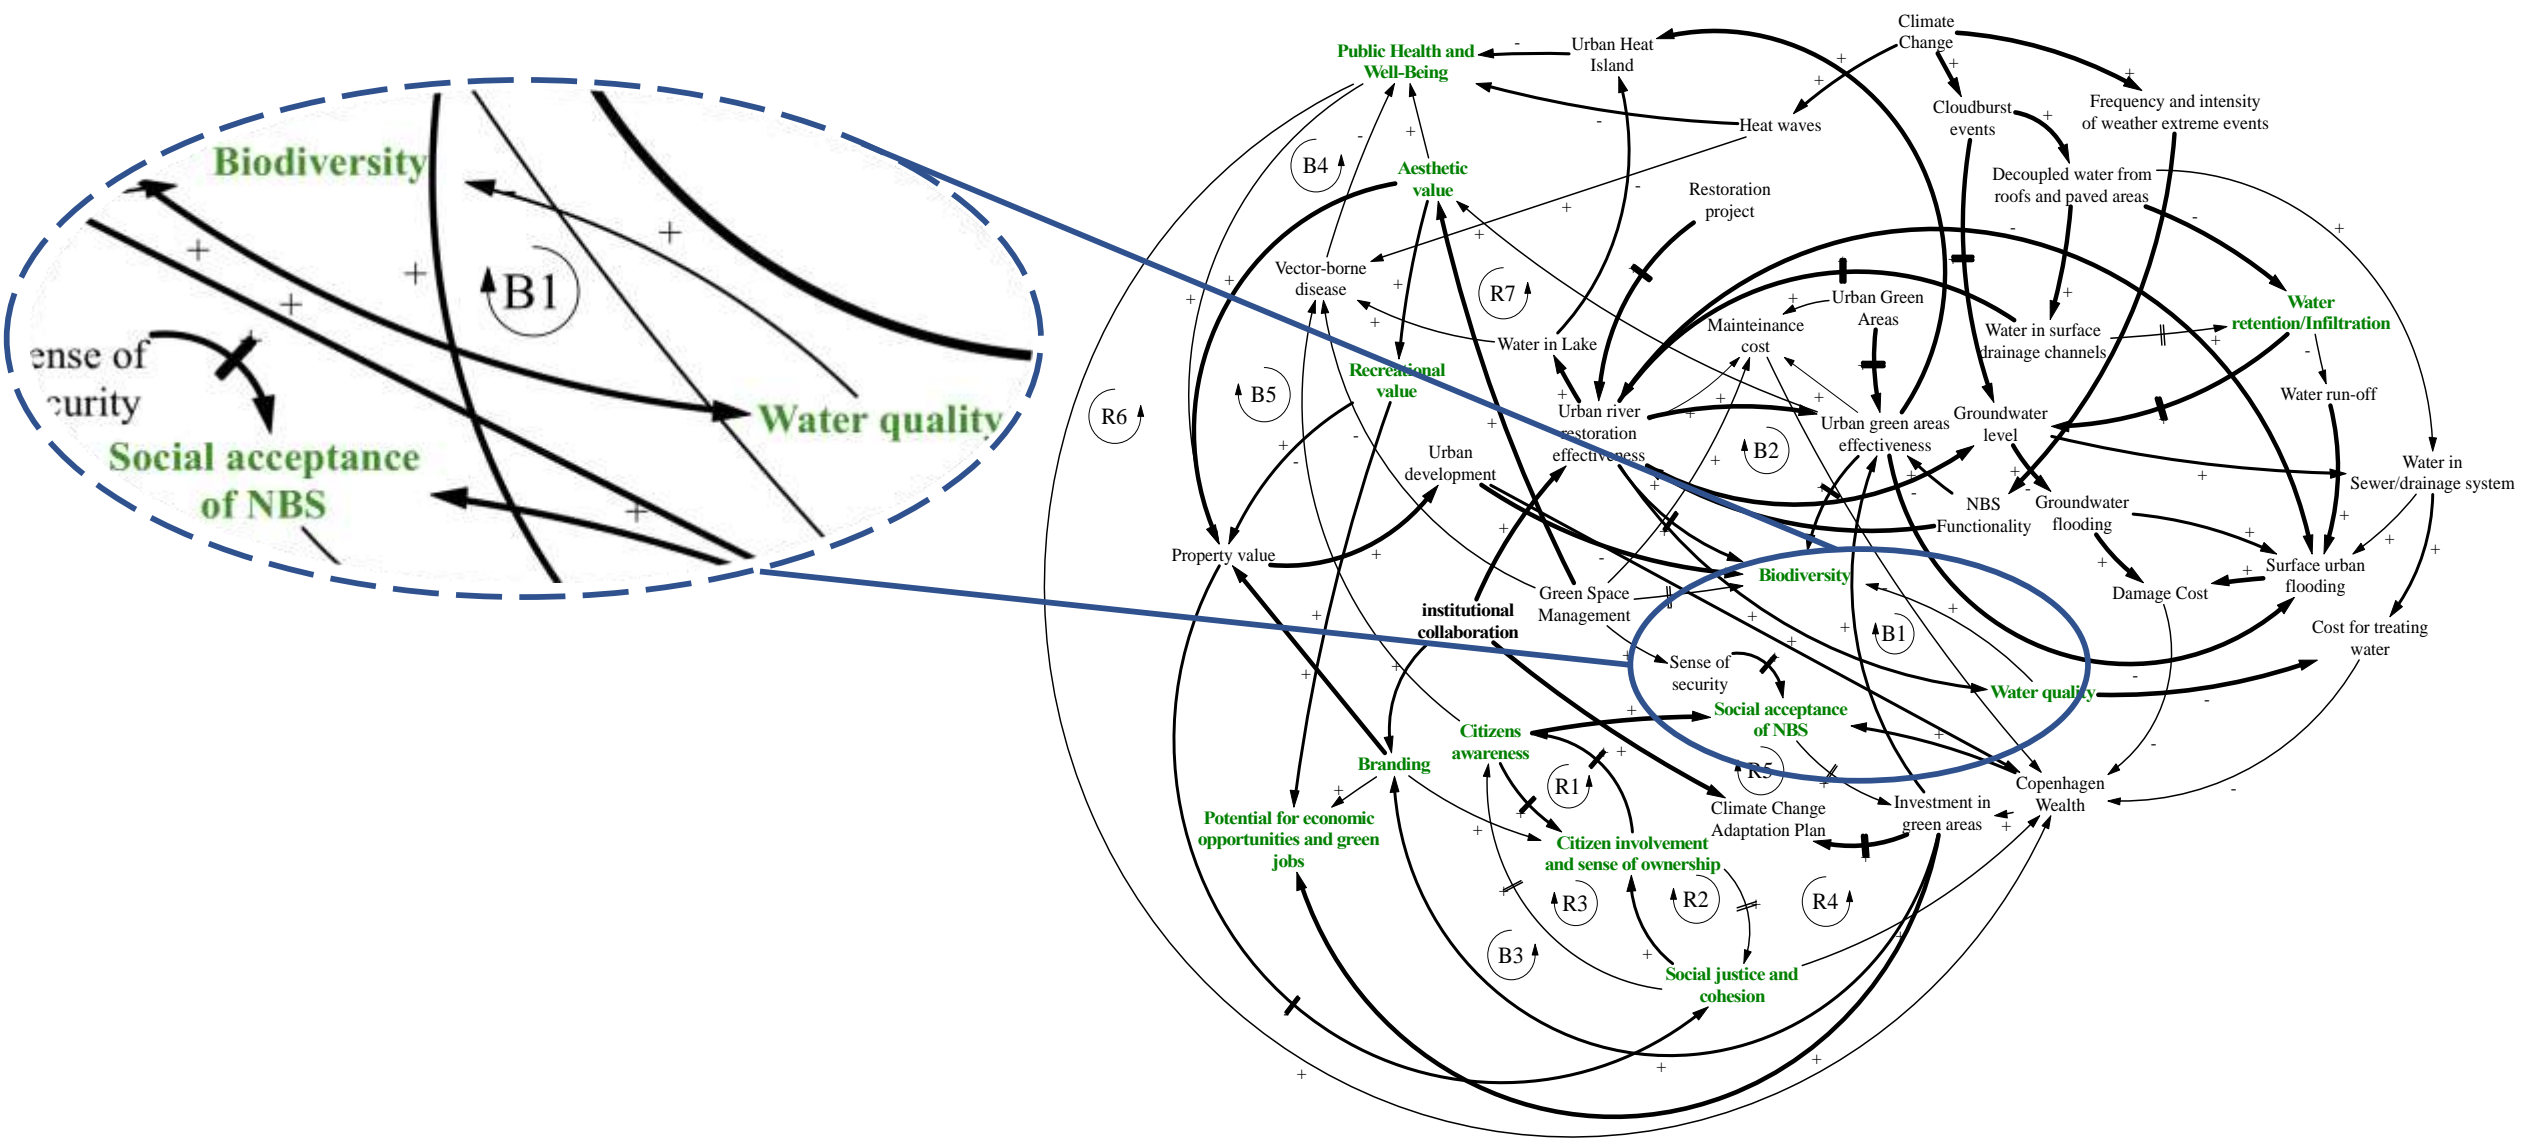 Biodiversity
B1
ense of
curity
Water quality
Social acceptance
of NBS
Climate
Change
Public Health and
Well-Being
Urban Heat
Island
Heat waves
Cloudburst
events
Frequency and intensity
of weather extreme events
B4
Aesthetic
value
Restoration
project
Decoupled water from
roofs and paved areas
Vector-borne
disease
R7
Urban Green
Areas
Mainteinance
cost
Water in surface
drainage channels
Water
retention/Infiltration
Water in Lake
Recreational
value
B5
R6
Water run-off
Urban river
restoration
effectiveness
Urban green areas
effectiveness
Groundwater
level
B2
Urban
development
Water in
Sewer/drainage system
NBS
Functionality
Groundwater
flooding
Property value
Surface urban
flooding
Biodiversity
Damage Cost
Green Space
Management
institutional
collaboration
B1
Cost for treating
water
Sense of
security
Water quality
Social acceptance
of NBS
Citizens
awareness
Branding
R1
R5
Copenhagen
Wealth
Climate Change
Adaptation Plan
Investment in
green areas
Potential for economic
opportunities and green
jobs
Citizen involvement
and sense of ownership
R3
R2
R4
B3
Social justice and
cohesion